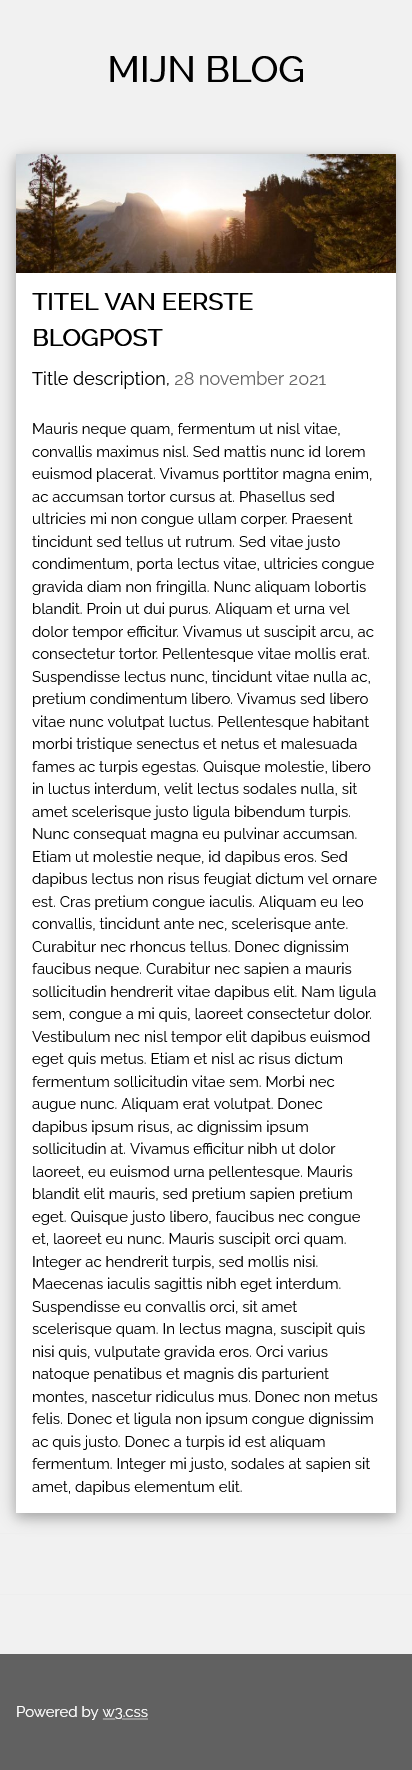 MIJN BLOG
TITEL VAN EERSTE
BLOGPOST
Title description, 28 november 2021
Mauris neque quam, fermentum ut nisl vitae,
convallis maximus nisl. Sed mattis nunc id lorem
euismod placerat. Vivamus porttitor magna enim,
ac accumsan tortor cursus at. Phasellus sed
ultricies mi non congue ullam corper. Praesent
tincidunt sed tellus ut rutrum. Sed vitae justo
condimentum, porta lectus vitae, ultricies congue
gravida diam non fringilla. Nunc aliquam lobortis
blandit. Proin ut dui purus. Aliquam et urna vel
dolor tempor efficitur. Vivamus ut suscipit arcu, ac
consectetur tortor. Pellentesque vitae mollis erat.
Suspendisse lectus nunc, tincidunt vitae nulla ac,
pretium condimentum libero. Vivamus sed libero
vitae nunc volutpat luctus. Pellentesque habitant
morbi tristique senectus et netus et malesuada
fames ac turpis egestas. Quisque molestie, libero
in luctus interdum, velit lectus sodales nulla, sit
amet scelerisque justo ligula bibendum turpis.
Nunc consequat magna eu pulvinar accumsan.
Etiam ut molestie neque, id dapibus eros. Sed
dapibus lectus non risus feugiat dictum vel ornare
est. Cras pretium congue iaculis. Aliquam eu leo
convallis, tincidunt ante nec, scelerisque ante.
Curabitur nec rhoncus tellus. Donec dignissim
faucibus neque. Curabitur nec sapien a mauris
sollicitudin hendrerit vitae dapibus elit. Nam ligula
sem, congue a mi quis, laoreet consectetur dolor.
Vestibulum nec nisl tempor elit dapibus euismod
eget quis metus. Etiam et nisl ac risus dictum
fermentum sollicitudin vitae sem. Morbi nec
augue nunc. Aliquam erat volutpat. Donec
dapibus ipsum risus, ac dignissim ipsum
sollicitudin at. Vivamus efficitur nibh ut dolor
laoreet, eu euismod urna pellentesque. Mauris
blandit elit mauris, sed pretium sapien pretium
eget. Quisque justo libero, faucibus nec congue
et, laoreet eu nunc. Mauris suscipit orci quam.
Integer ac hendrerit turpis, sed mollis nisi.
Maecenas iaculis sagittis nibh eget interdum.
Suspendisse eu convallis orci, sit amet
scelerisque quam. In lectus magna, suscipit quis
nisi quis, vulputate gravida eros. Orci varius
natoque penatibus et magnis dis parturient
montes, nascetur ridiculus mus. Donec non metus
felis. Donec et ligula non ipsum congue dignissim
ac quis justo. Donec a turpis id est aliquam
fermentum. Integer mi justo, sodales at sapien sit
amet, dapibus elementum elit.
Powered by w3.css